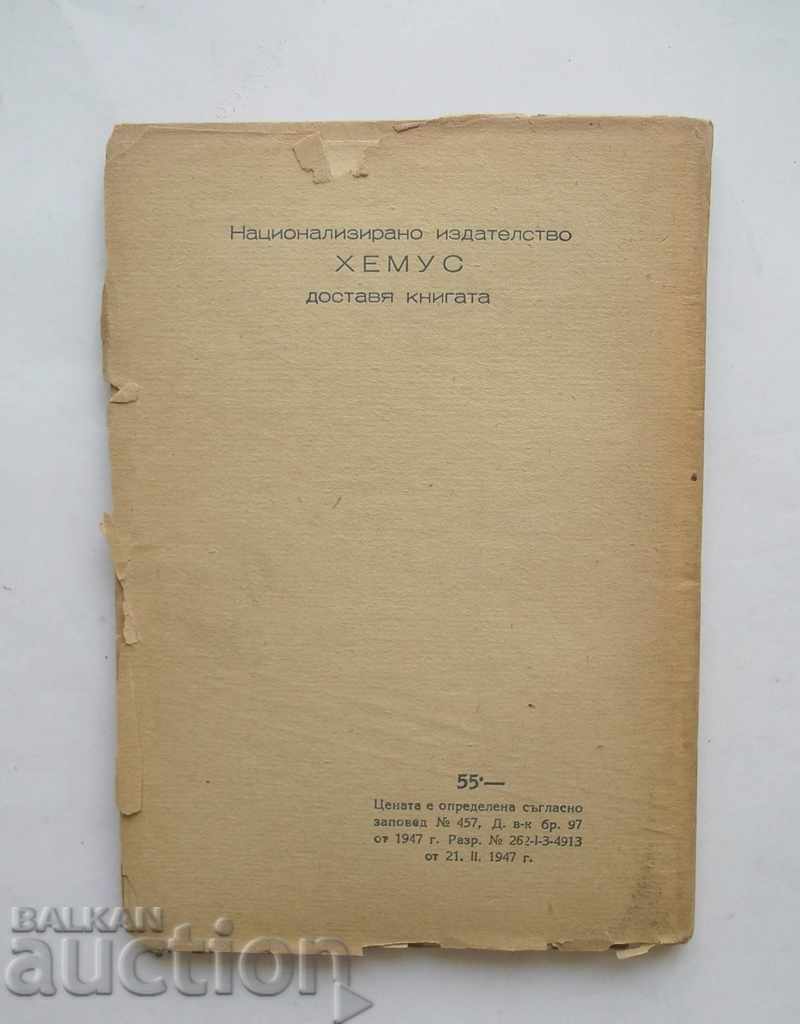 Национализирано издателство
ХЕМУС
доставя книгата
55·—
Цената е определена съгласно
заповед № 457, Д. в-к бр. 97
от 1947 г. Разр. № 262-I-3-4913
от 21. II. 1947 г.
BALKAN
auction